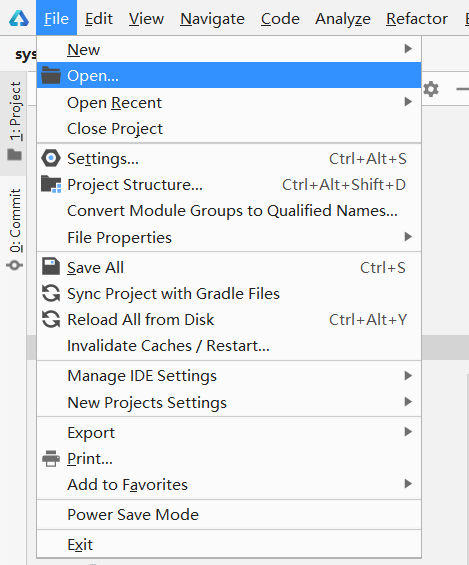 File Edit View Navigate Code Analyze Refactor
sys
1: Project
0: Commit
New
Open...
Open Recent
Close Project
Settings... Ctrl+Alt+S
Project Structure... Ctrl+Alt+Shift+D
Convert Module Groups to Qualified Names...
File Properties
Save All Ctrl+S
Sync Project with Gradle Files
Reload All from Disk Ctrl+Alt+Y
Invalidate Caches / Restart...
Manage IDE Settings
New Projects Settings
Export
Print...
Add to Favorites
Power Save Mode
Exit